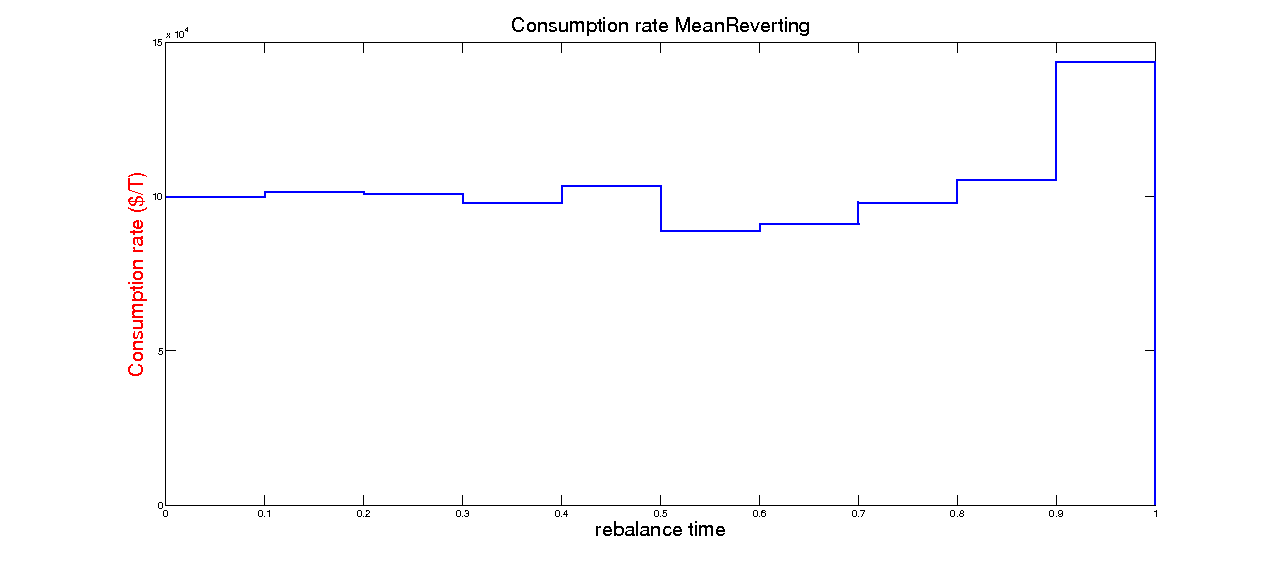 Consumption rate MeanReverting
x 10^4
15
10
5
0
Consumption rate ($/T)
0 0.1 0.2 0.3 0.4 0.5 0.6 0.7 0.8 0.9 1
rebalance time